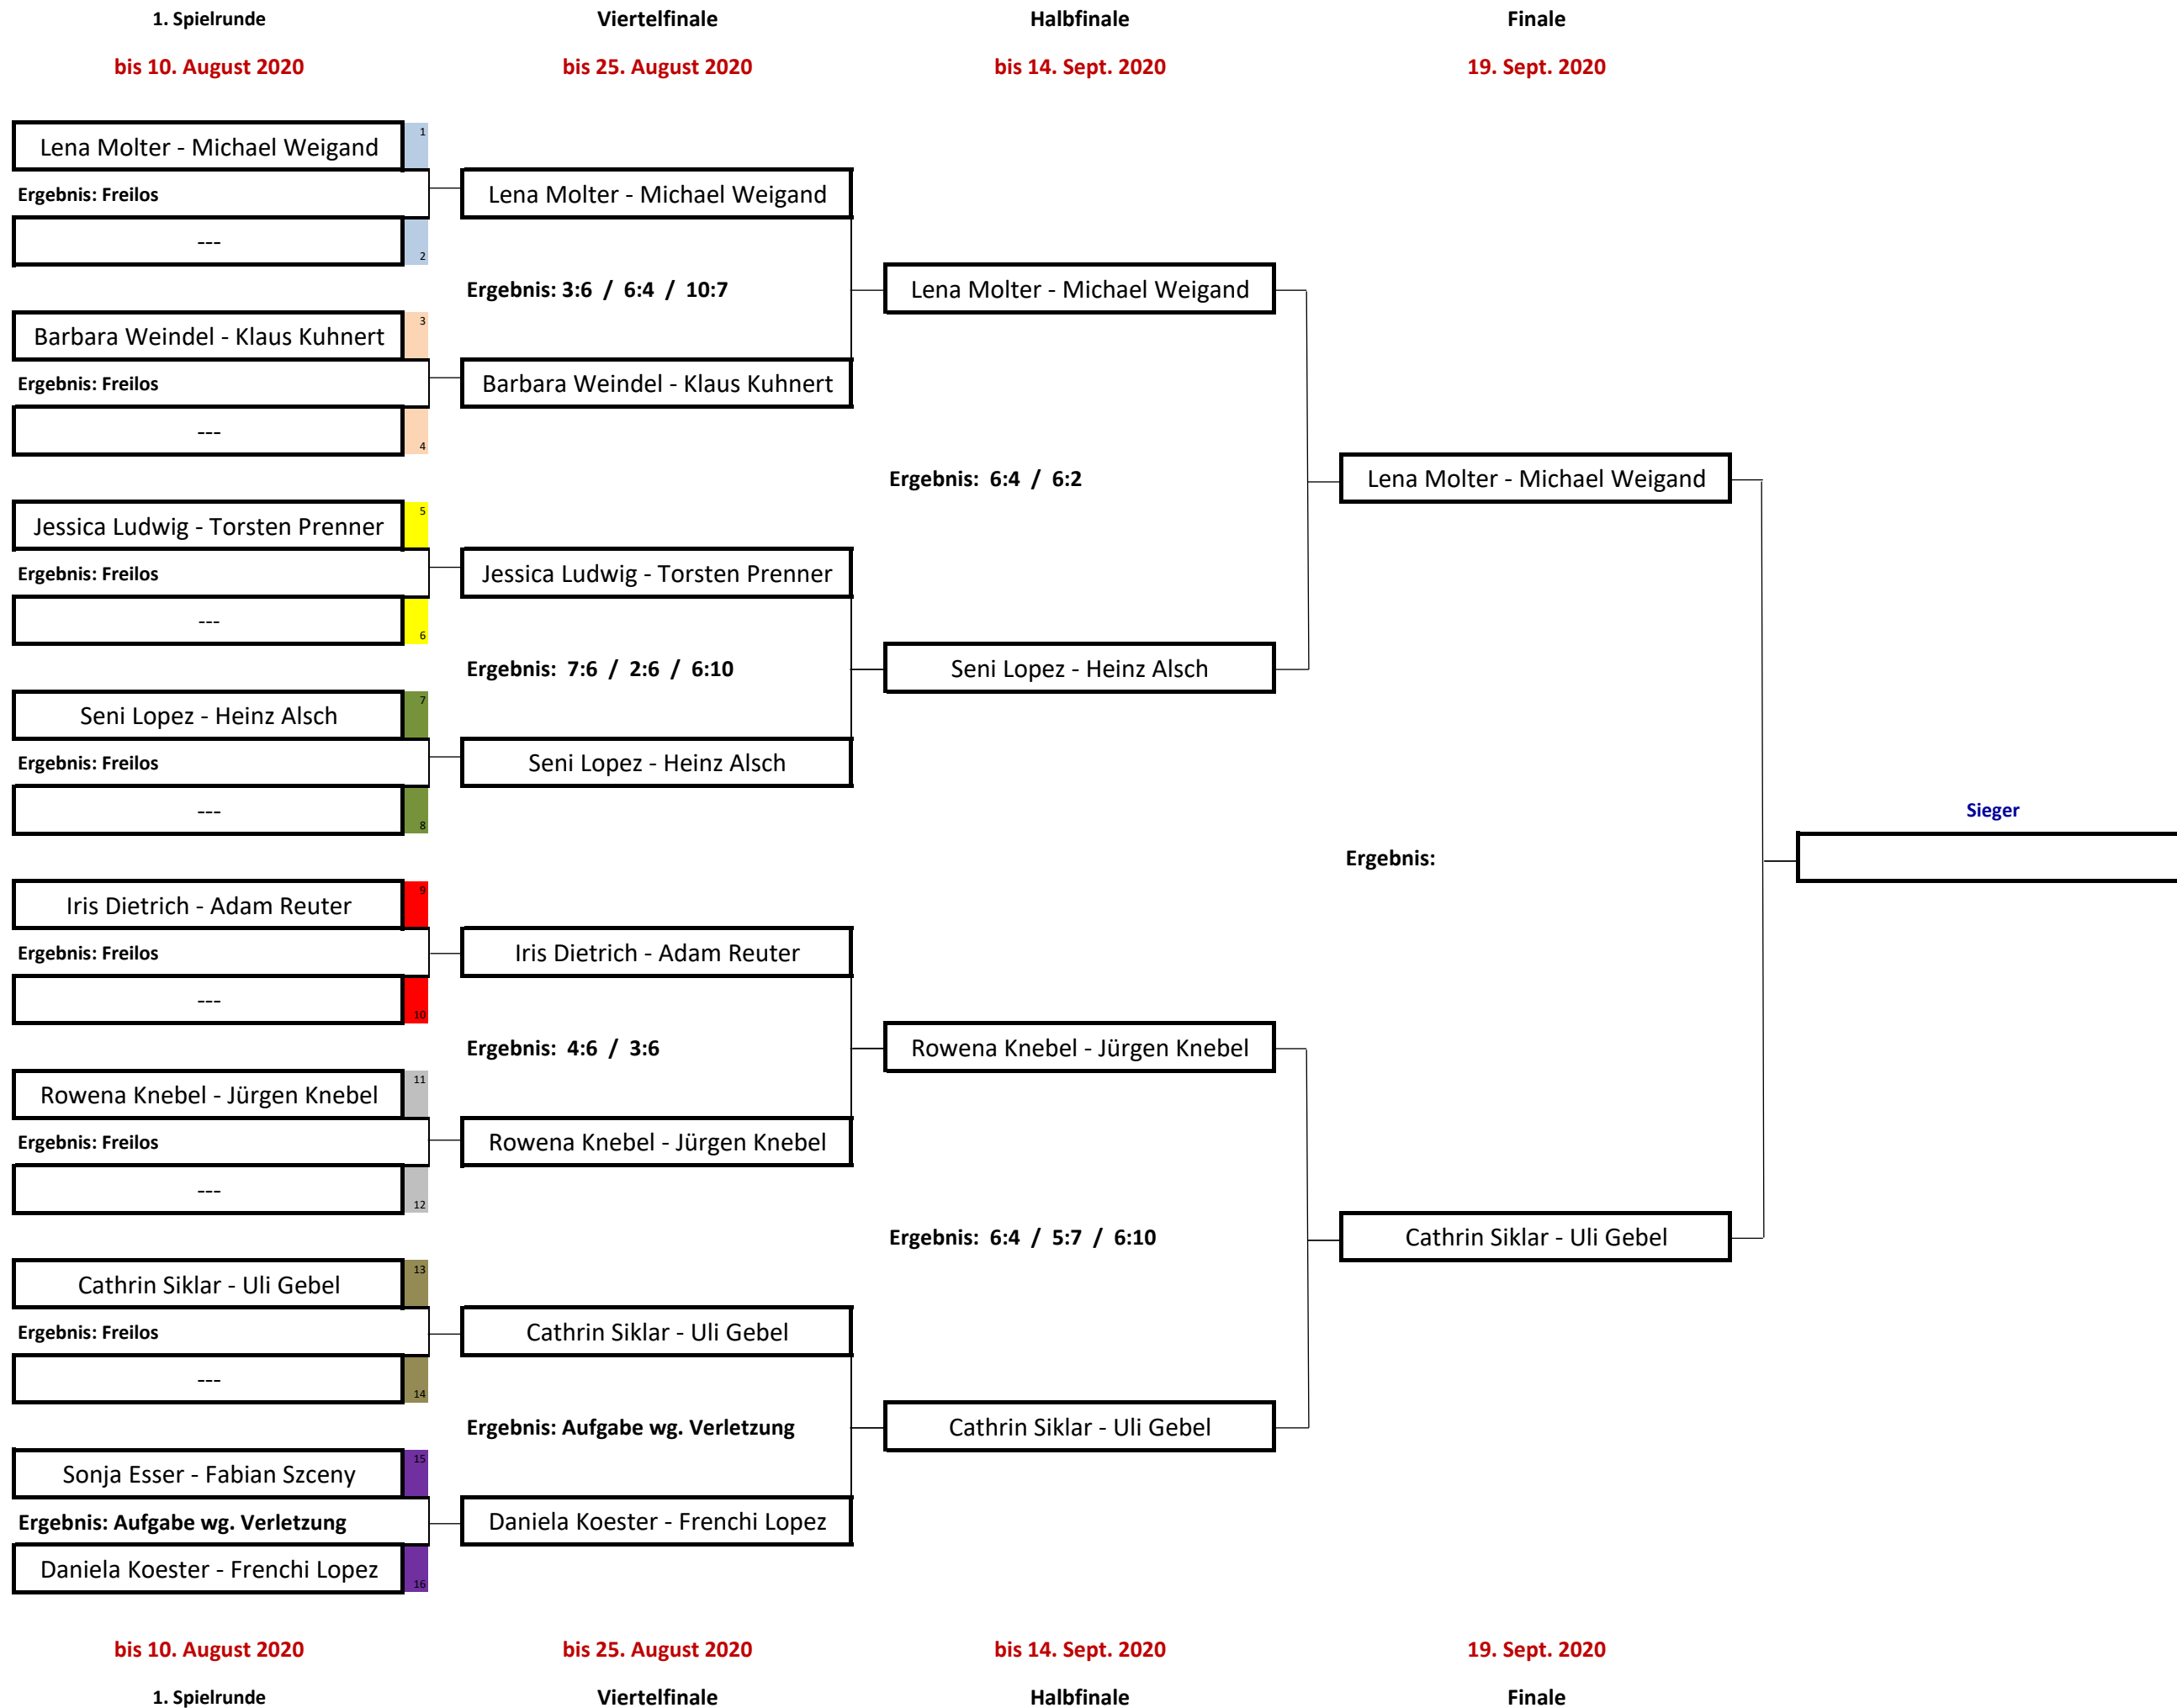 1. Spielrunde
Viertelfinale
Halbfinale
Finale
bis 10. August 2020
bis 25. August 2020
bis 14. Sept. 2020
19. Sept. 2020
1
Lena Molter - Michael Weigand
Ergebnis: Freilos
---
2
Lena Molter - Michael Weigand
Ergebnis: 3:6 / 6:4 / 10:7
Lena Molter - Michael Weigand
3
Barbara Weindel - Klaus Kuhnert
Ergebnis: Freilos
---
4
Barbara Weindel - Klaus Kuhnert
Ergebnis: 6:4 / 6:2
Lena Molter - Michael Weigand
5
Jessica Ludwig - Torsten Prenner
Ergebnis: Freilos
---
6
Jessica Ludwig - Torsten Prenner
Ergebnis: 7:6 / 2:6 / 6:10
Seni Lopez - Heinz Alsch
7
Seni Lopez - Heinz Alsch
Ergebnis: Freilos
---
8
Seni Lopez - Heinz Alsch
Sieger
Ergebnis:
9
Iris Dietrich - Adam Reuter
Ergebnis: Freilos
---
10
Iris Dietrich - Adam Reuter
Ergebnis: 4:6 / 3:6
Rowena Knebel - Jürgen Knebel
11
Rowena Knebel - Jürgen Knebel
Ergebnis: Freilos
---
12
Rowena Knebel - Jürgen Knebel
Ergebnis: 6:4 / 5:7 / 6:10
Cathrin Siklar - Uli Gebel
13
Cathrin Siklar - Uli Gebel
Ergebnis: Freilos
---
14
Cathrin Siklar - Uli Gebel
Ergebnis: Aufgabe wg. Verletzung
Cathrin Siklar - Uli Gebel
15
Sonja Esser - Fabian Szceny
Ergebnis: Aufgabe wg. Verletzung
Daniela Koester - Frenchi Lopez
16
Daniela Koester - Frenchi Lopez
bis 10. August 2020
bis 25. August 2020
bis 14. Sept. 2020
19. Sept. 2020
1. Spielrunde
Viertelfinale
Halbfinale
Finale